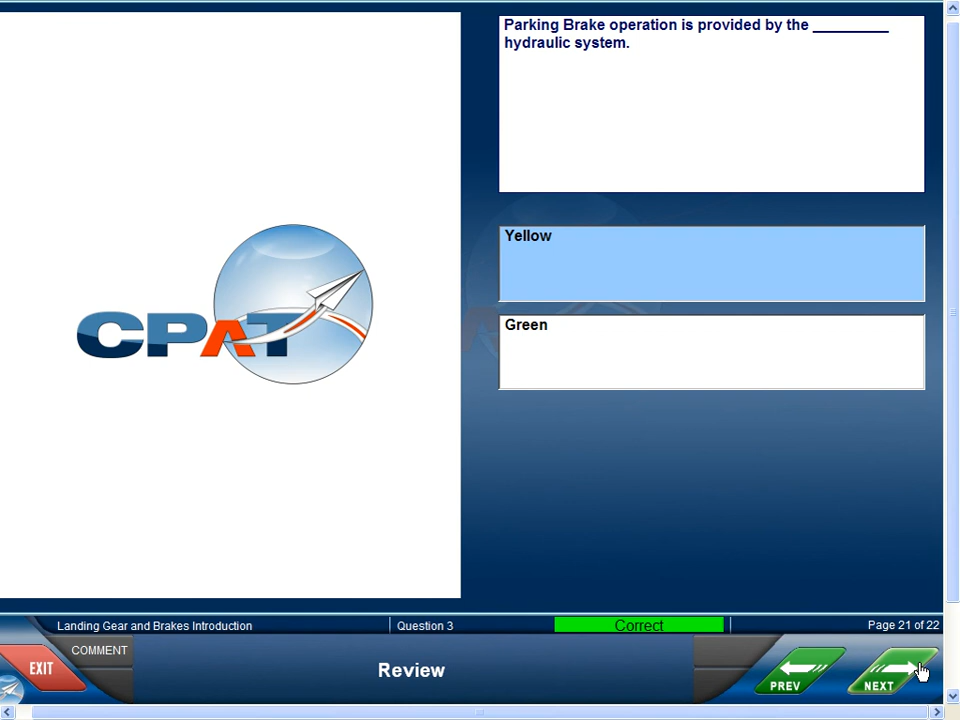 Parking Brake operation is provided by the _________
hydraulic system.
Yellow
CPAT
Green
Landing Gear and Brakes Introduction
Question 3
Correct
Page 21 of 22
COMMENT
EXIT
Review
PREV
NEXT